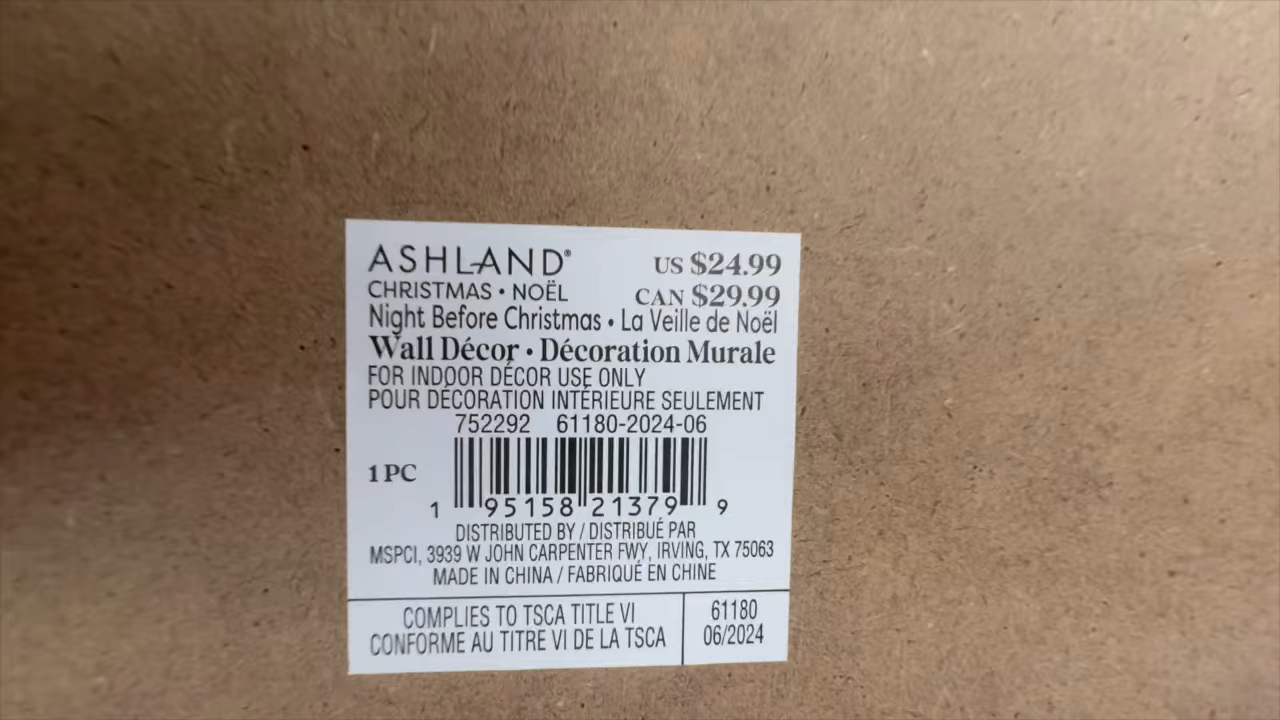 ASHLAND®
US $24.99
CHRISTMAS • NOËL
CAN $29.99
Night Before Christmas • La Veille de Noël
Wall Décor • Décoration Murale
FOR INDOOR DÉCOR USE ONLY
POUR DÉCORATION INTÉRIEURE SEULEMENT
752292 61180-2024-06
1 PC
1 95158 21379 9
DISTRIBUTED BY / DISTRIBUÉ PAR
MSPCI, 3939 W JOHN CARPENTER FWY, IRVING, TX 75063
MADE IN CHINA / FABRIQUÉ EN CHINE
COMPLIES TO TSCA TITLE VI
CONFORME AU TITRE VI DE LA TSCA
61180
06/2024